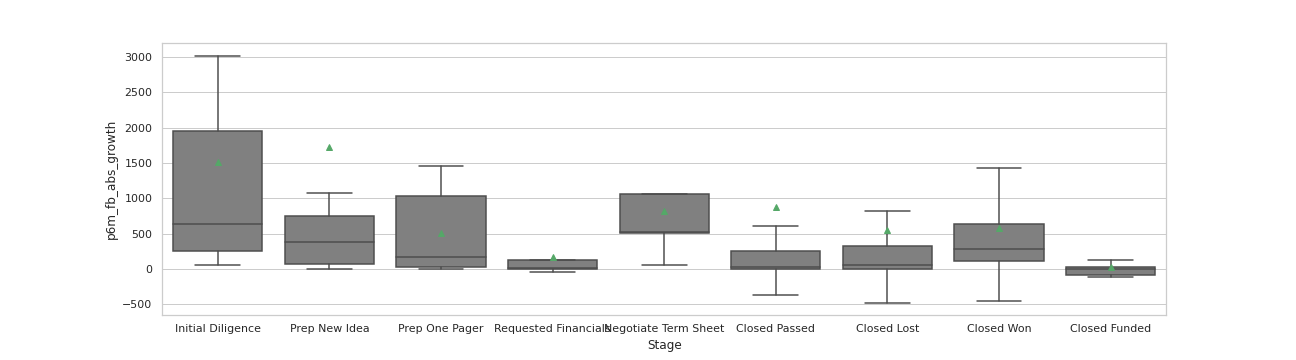 3000
2500
2000
1500
1000
500
0
−500
p6m_fb_abs_growth
Initial Diligence Prep New Idea Prep One Pager Requested Financials Negotiate Term Sheet Closed Passed Closed Lost Closed Won Closed Funded
Stage